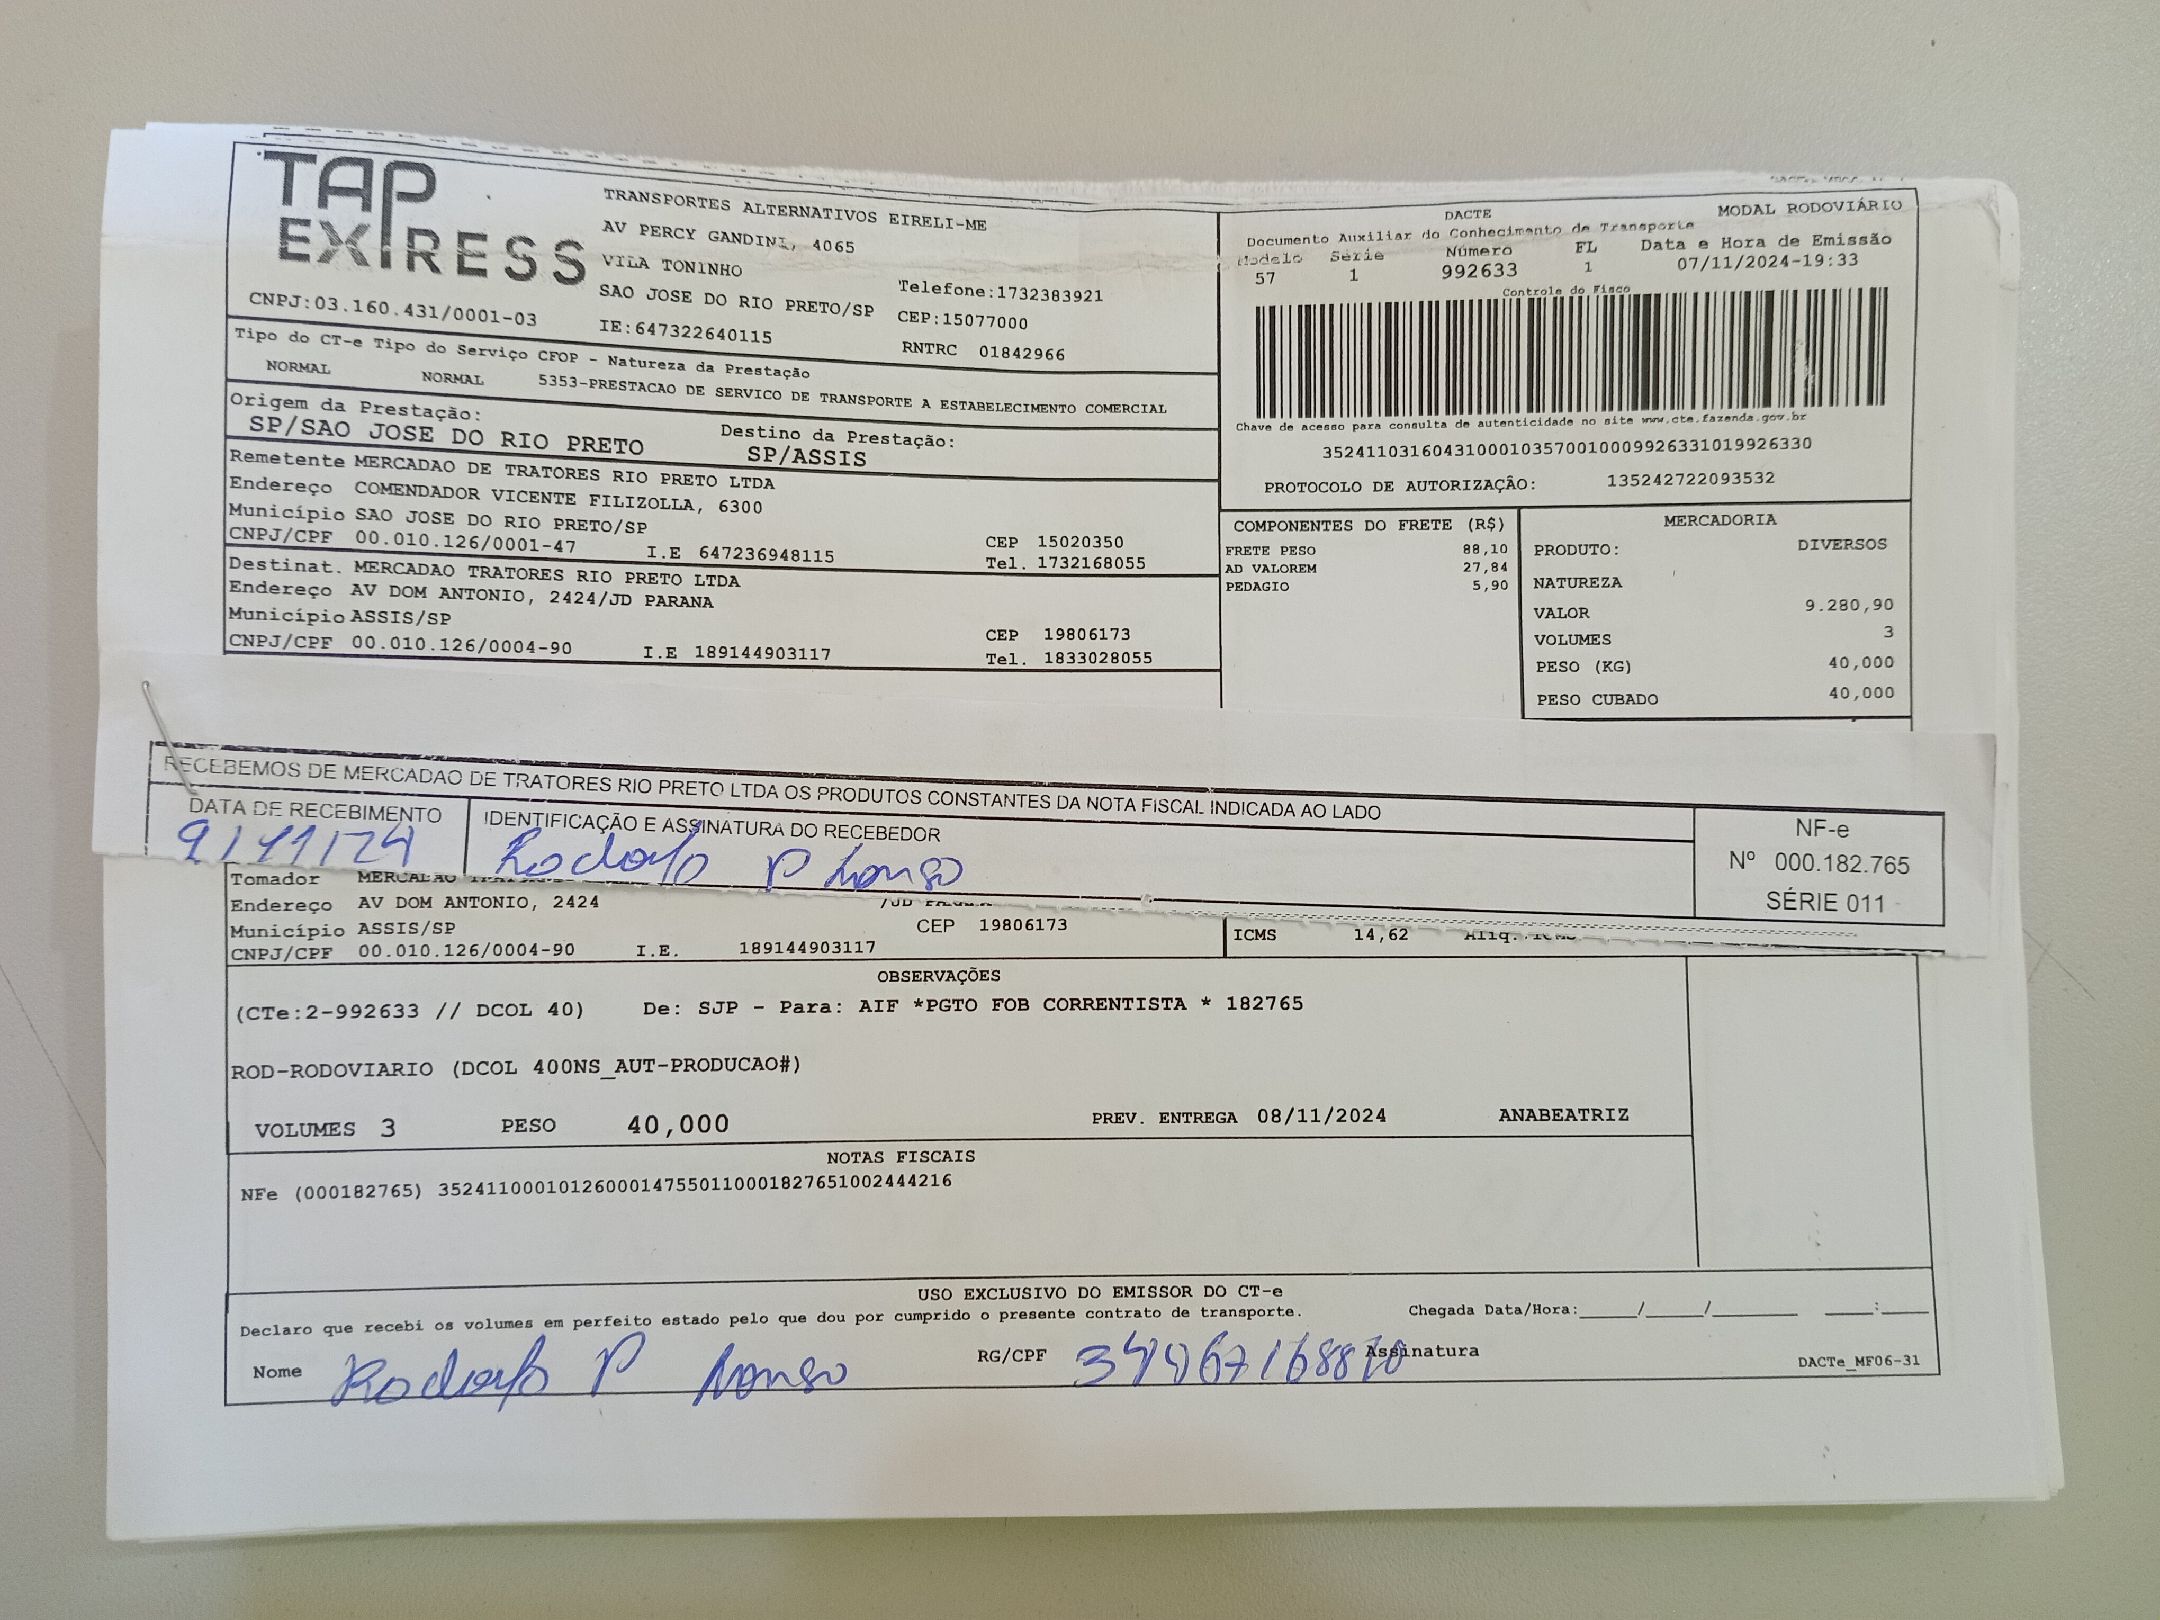 TAP
EXPRESS
TRANSPORTES ALTERNATIVOS EIRELI-ME
AV PERCY GANDINI, 4065
VILA TONINHO
SAO JOSE DO RIO PRETO/SP
Telefone:1732383921
CEP:15077000
CNPJ:03.160.431/0001-03
IE:647322640115
RNTRC 01842966
DACTE
MODAL RODOVIÁRIO
Documento Auxiliar do Conhecimento de Transporte
Modelo Série Número FL Data e Hora de Emissão
57 1 992633 1 07/11/2024-19:33
Controle do Fisco
Chave de acesso para consulta de autenticidade no site www.cte.fazenda.gov.br
35241103160431000103570010009926331019926330
PROTOCOLO DE AUTORIZAÇÃO: 135242722093532
Tipo do CT-e Tipo do Serviço CFOP - Natureza da Prestação
NORMAL NORMAL 5353-PRESTACAO DE SERVICO DE TRANSPORTE A ESTABELECIMENTO COMERCIAL
Origem da Prestação:
SP/SAO JOSE DO RIO PRETO
Destino da Prestação:
SP/ASSIS
Remetente MERCADAO DE TRATORES RIO PRETO LTDA
Endereço COMENDADOR VICENTE FILIZOLLA, 6300
Município SAO JOSE DO RIO PRETO/SP
CEP 15020350
CNPJ/CPF 00.010.126/0001-47 I.E 647236948115 Tel. 1732168055
Destinat. MERCADAO TRATORES RIO PRETO LTDA
Endereço AV DOM ANTONIO, 2424/JD PARANA
Município ASSIS/SP
CEP 19806173
CNPJ/CPF 00.010.126/0004-90 I.E 189144903117 Tel. 1833028055
COMPONENTES DO FRETE (R$)
FRETE PESO 88,10
AD VALOREM 27,84
PEDAGIO 5,90
MERCADORIA
PRODUTO: DIVERSOS
NATUREZA
VALOR 9.280,90
VOLUMES 3
PESO (KG) 40,000
PESO CUBADO 40,000
RECEBEMOS DE MERCADAO DE TRATORES RIO PRETO LTDA OS PRODUTOS CONSTANTES DA NOTA FISCAL INDICADA AO LADO
DATA DE RECEBIMENTO
9/11/24
IDENTIFICAÇÃO E ASSINATURA DO RECEBEDOR
Rodolfo P
NF-e
Nº 000.182.765
SÉRIE 011
Tomador MERCADAO
Endereço AV DOM ANTONIO, 2424
Município ASSIS/SP
CEP 19806173
CNPJ/CPF 00.010.126/0004-90 I.E. 189144903117
ICMS 14,62 Aliq. ICMS
OBSERVAÇÕES
(CTe:2-992633 // DCOL 40) De: SJP - Para: AIF *PGTO FOB CORRENTISTA * 182765
ROD-RODOVIARIO (DCOL 400NS_AUT-PRODUCAO#)
VOLUMES 3 PESO 40,000 PREV. ENTREGA 08/11/2024 ANABEATRIZ
NOTAS FISCAIS
NFe (000182765) 35241100010126000147550110001827651002444216
USO EXCLUSIVO DO EMISSOR DO CT-e
Declaro que recebi os volumes em perfeito estado pelo que dou por cumprido o presente contrato de transporte.
Chegada Data/Hora:_____/_____/_______ ____:____
Nome Rodolfo P
RG/CPF
Assinatura
DACTe_MF06-31